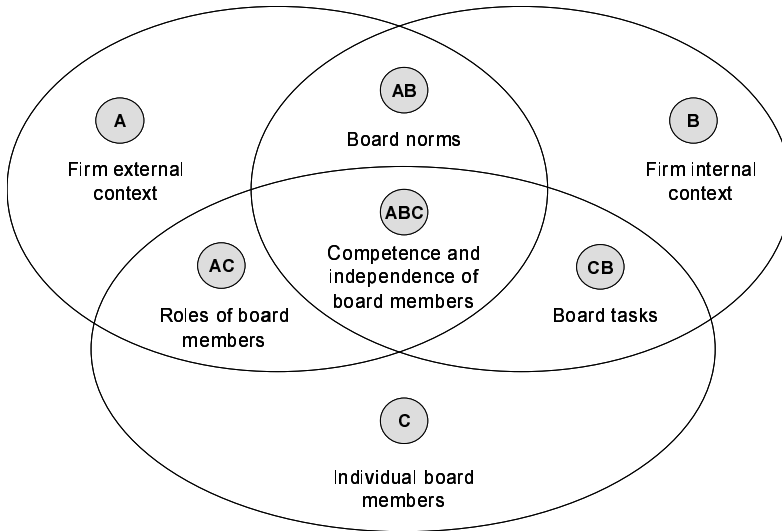 AB
Board norms
A
Firm external
context
B
Firm internal
context
ABC
Competence and
independence of
board members
AC
Roles of board
members
CB
Board tasks
C
Individual board
members